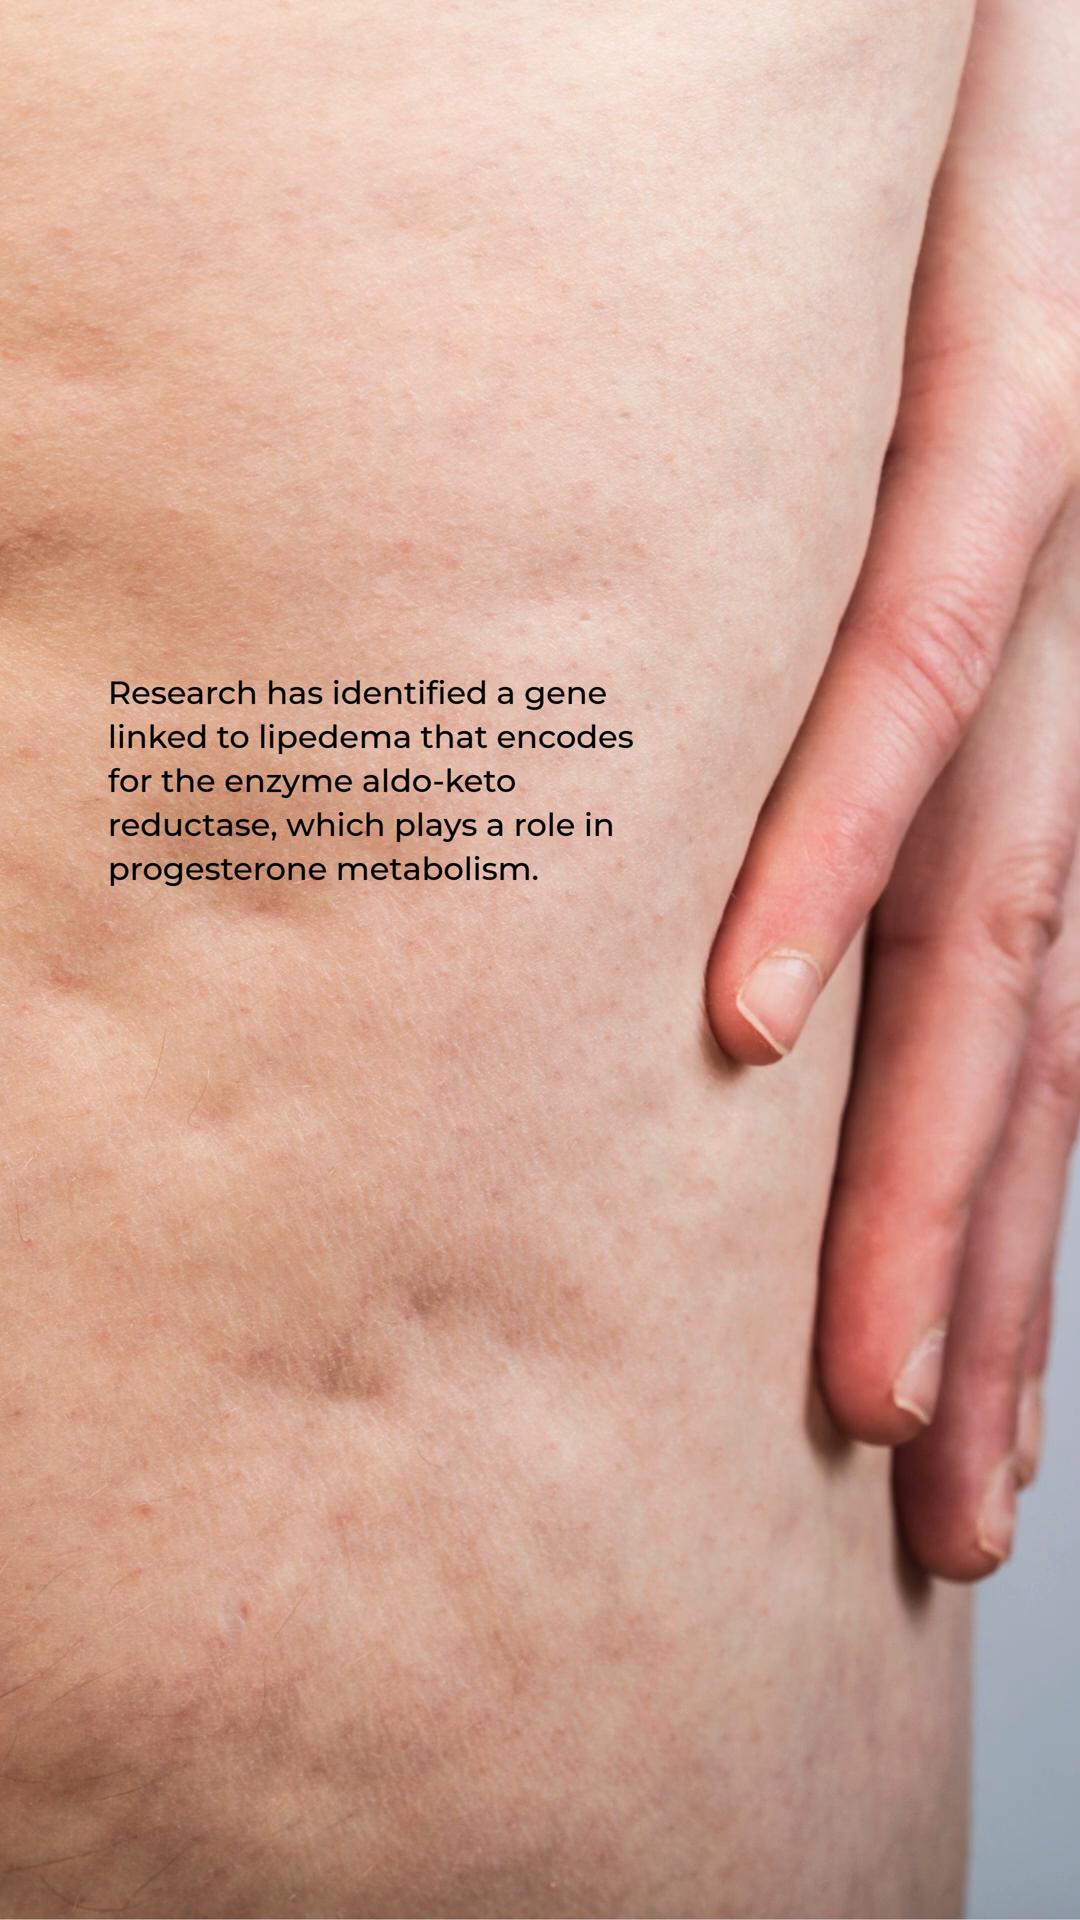 Research has identified a gene
linked to lipedema that encodes
for the enzyme aldo-keto
reductase, which plays a role in
progesterone metabolism.